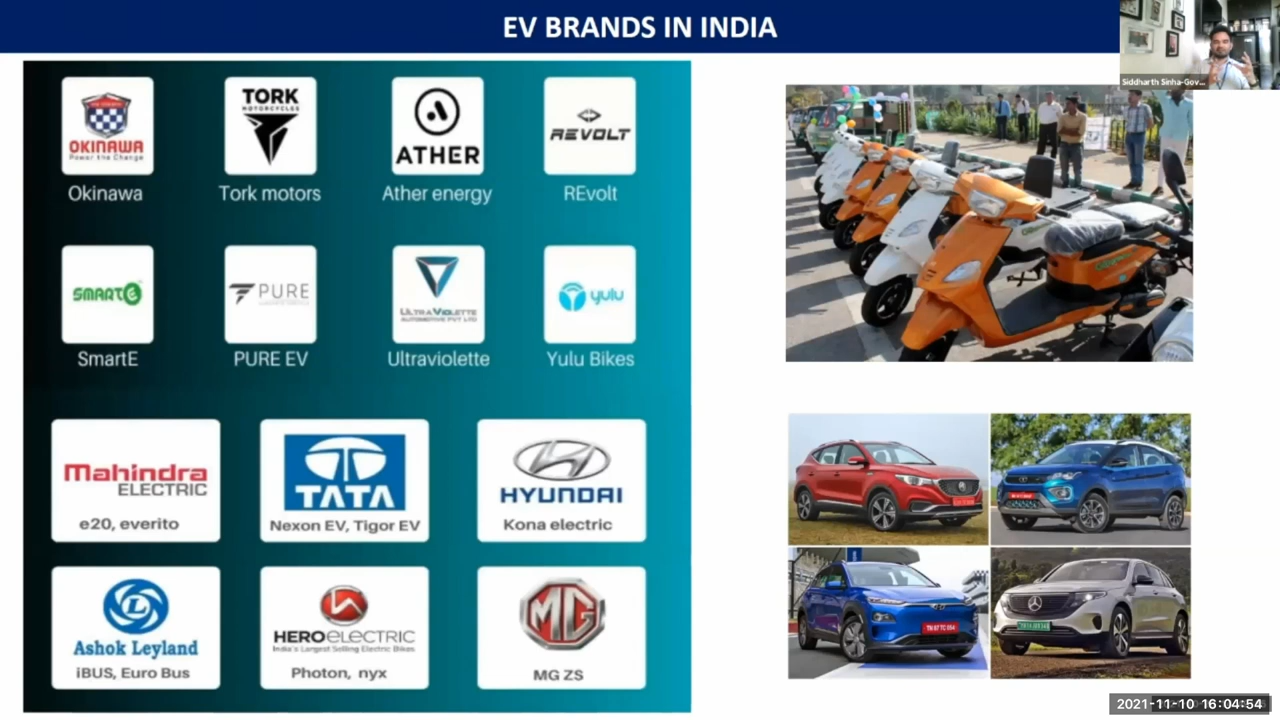 EV BRANDS IN INDIA
Siddharth Sinha-Gov...
OKINAWA
Power the Change
TORK
MOTORCYCLES
ATHER
REVOLT
Okinawa
Tork motors
Ather energy
REvolt
SMARTe
PURE
ULTRAVIOLETTE
AUTOMOTIVE PVT LTD
yulu
SmartE
PURE EV
Ultraviolette
Yulu Bikes
Mahindra
ELECTRIC
e20, everito
TATA
Nexon EV, Tigor EV
HYUNDAI
Kona electric
Ashok Leyland
iBUS, Euro Bus
HERO ELECTRIC
India's Largest Selling Electric Bikes
Photon, nyx
MG
MG ZS
2021-11-10 16:04:54